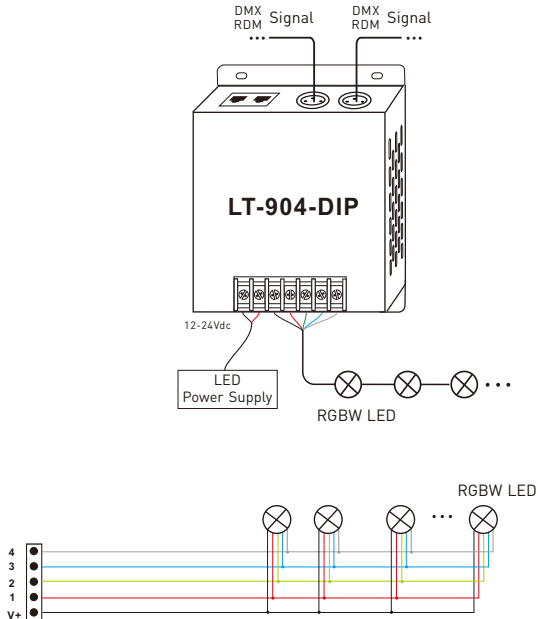 DMX
RDM Signal
DMX
RDM Signal
LT-904-DIP
12-24Vdc
LED
Power Supply
RGBW LED
RGBW LED
4
3
2
1
V+